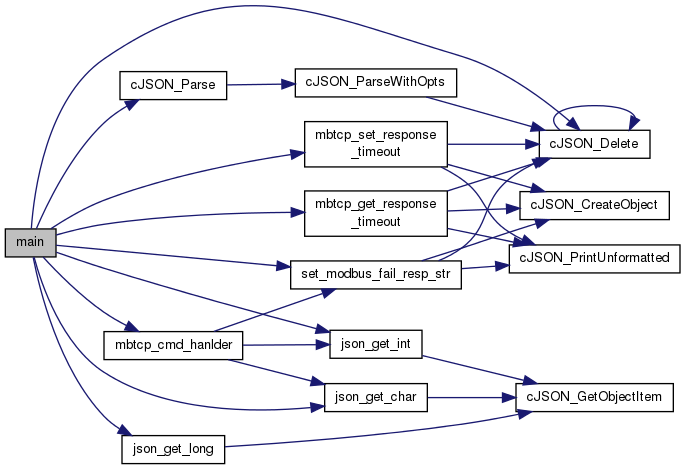 cJSON_Parse
cJSON_ParseWithOpts
mbtcp_set_response
_timeout
cJSON_Delete
mbtcp_get_response
_timeout
cJSON_CreateObject
main
set_modbus_fail_resp_str
cJSON_PrintUnformatted
mbtcp_cmd_hanlder
json_get_int
json_get_char
cJSON_GetObjectItem
json_get_long